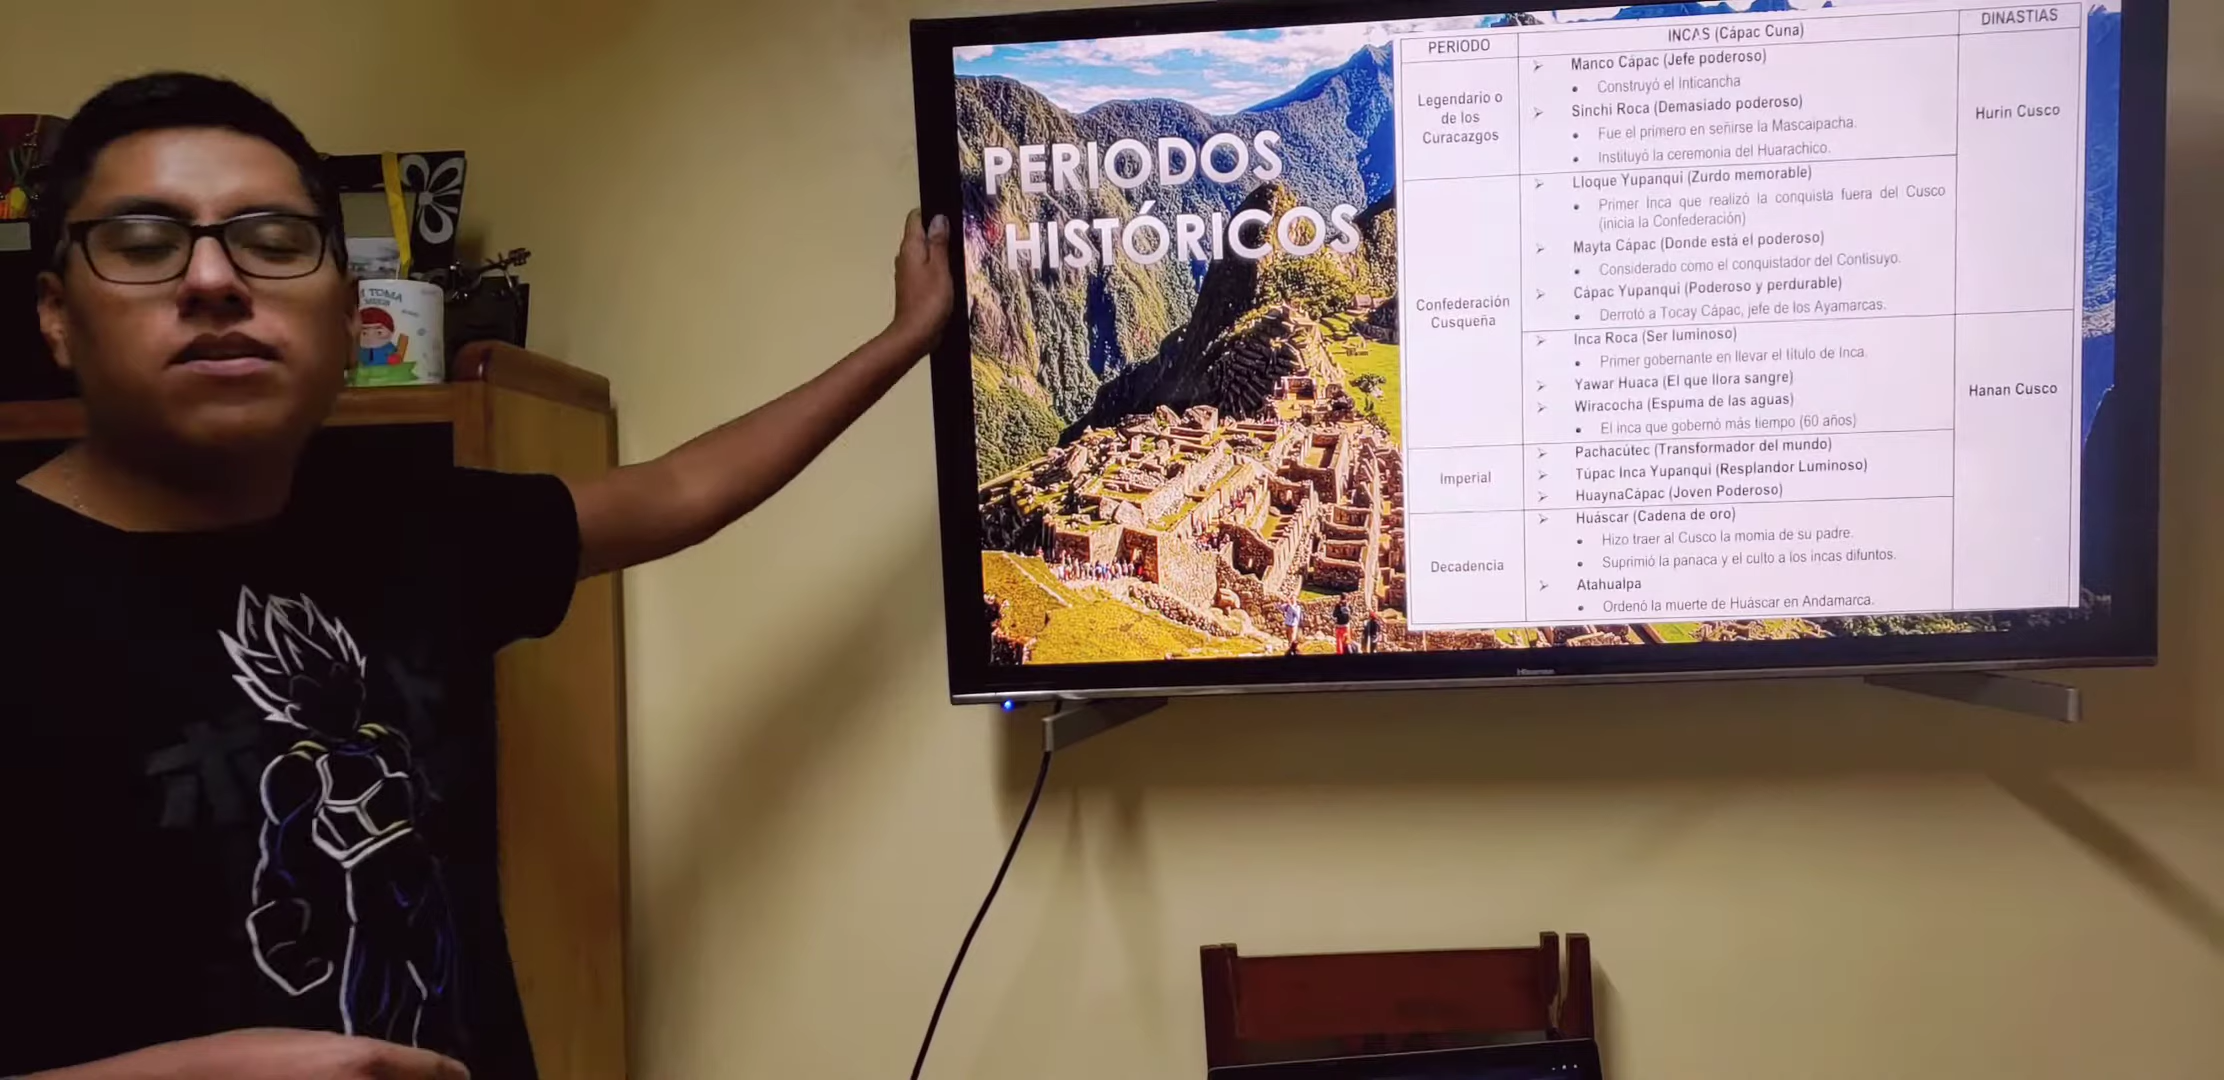 PERIODOS
HISTÓRICOS
PERIODO
INCAS (Cápac Cuna)
DINASTIAS
Legendario o
de los
Curacazgos
Manco Cápac (Jefe poderoso)
Construyó el Inticancha
Sinchi Roca (Demasiado poderoso)
Fue el primero en señirse la Mascaipacha.
Instituyó la ceremonia del Huarachico.
Hurin Cusco
Confederación
Cusqueña
Lloque Yupanqui (Zurdo memorable)
Primer Inca que realizó la conquista fuera del Cusco
(inicia la Confederación)
Mayta Cápac (Donde está el poderoso)
Considerado como el conquistador del Contisuyo.
Cápac Yupanqui (Poderoso y perdurable)
Derrotó a Tocay Cápac, jefe de los Ayamarcas.
Inca Roca (Ser luminoso)
Primer gobernante en llevar el título de Inca.
Yawar Huaca (El que llora sangre)
Wiracocha (Espuma de las aguas)
El inca que gobernó más tiempo (60 años)
Hanan Cusco
Imperial
Pachacútec (Transformador del mundo)
Túpac Inca Yupanqui (Resplandor Luminoso)
HuaynaCápac (Joven Poderoso)
Decadencia
Huáscar (Cadena de oro)
Hizo traer al Cusco la momia de su padre.
Suprimió la panaca y el culto a los incas difuntos.
Atahualpa
Ordenó la muerte de Huáscar en Andamarca.
Hisense
TOMA